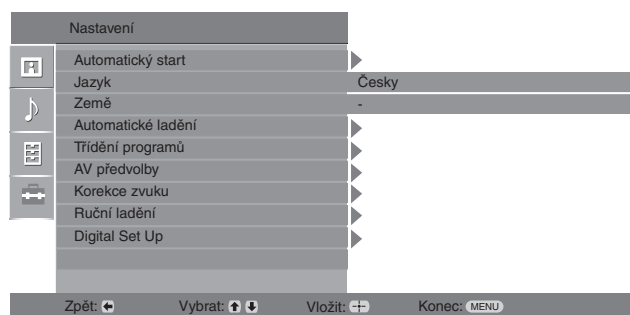 Nastavení
Automatický start
Jazyk Česky
Země -
Automatické ladění
Třídění programů
AV předvolby
Korekce zvuku
Ruční ladění
Digital Set Up
Zpět: Vybrat: Vložit: Konec: MENU